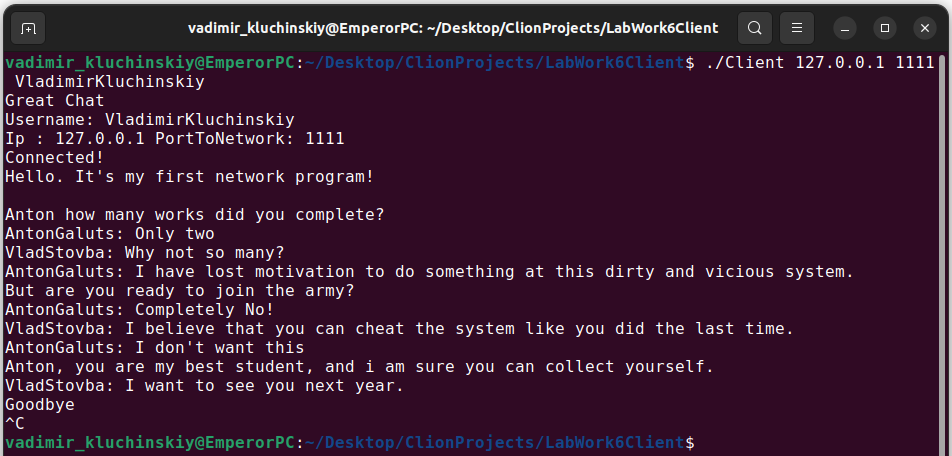 vadimir_kluchinskiy@EmperorPC: ~/Desktop/ClionProjects/LabWork6Client
vadimir_kluchinskiy@EmperorPC:~/Desktop/ClionProjects/LabWork6Client$ ./Client 127.0.0.1 1111
 VladimirKluchinskiy
Great Chat
Username: VladimirKluchinskiy
Ip : 127.0.0.1 PortToNetwork: 1111
Connected!
Hello. It's my first network program!

Anton how many works did you complete?
AntonGaluts: Only two
VladStovba: Why not so many?
AntonGaluts: I have lost motivation to do something at this dirty and vicious system.
But are you ready to join the army?
AntonGaluts: Completely No!
VladStovba: I believe that you can cheat the system like you did the last time.
AntonGaluts: I don't want this
Anton, you are my best student, and i am sure you can collect yourself.
VladStovba: I want to see you next year.
Goodbye
^C
vadimir_kluchinskiy@EmperorPC:~/Desktop/ClionProjects/LabWork6Client$